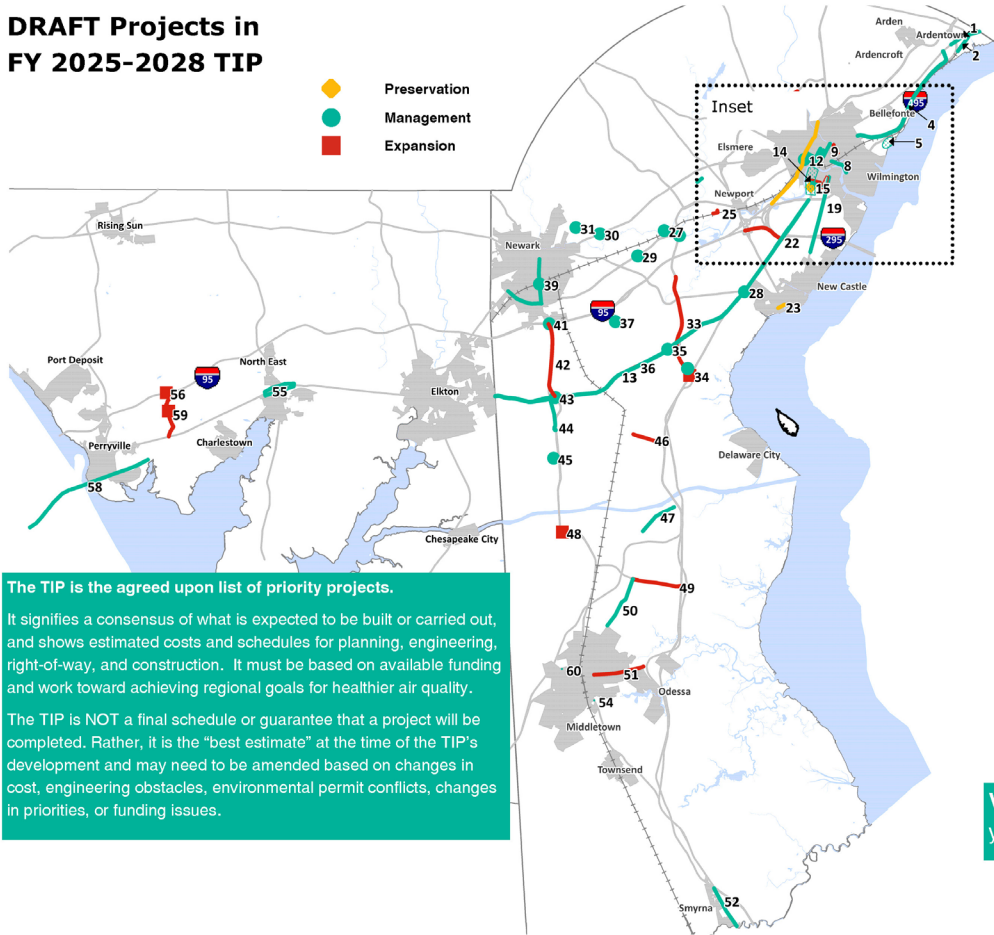 DRAFT Projects in
FY 2025-2028 TIP
Preservation
Management
Expansion
Arden
Ardentown
1
Ardencroft
2
Inset
495
Bellefonte
4
Elsmere
14
12
9
5
8
Wilmington
15
Newport
25
19
Rising Sun
31
30
27
22
295
Newark
29
39
28
New Castle
23
95
37
41
33
Port Deposit
North East
95
42
35
36
13
34
56
55
Elkton
43
59
44
46
Perryville
Charlestown
45
Delaware City
58
47
Chesapeake City
48
The TIP is the agreed upon list of priority projects.
It signifies a consensus of what is expected to be built or carried out,
and shows estimated costs and schedules for planning, engineering,
right-of-way, and construction. It must be based on available funding
and work toward achieving regional goals for healthier air quality.
The TIP is NOT a final schedule or guarantee that a project will be
completed. Rather, it is the “best estimate” at the time of the TIP’s
development and may need to be amended based on changes in
cost, engineering obstacles, environmental permit conflicts, changes
in priorities, or funding issues.
49
50
60
51
Odessa
54
Middletown
Townsend
Smyrna
52